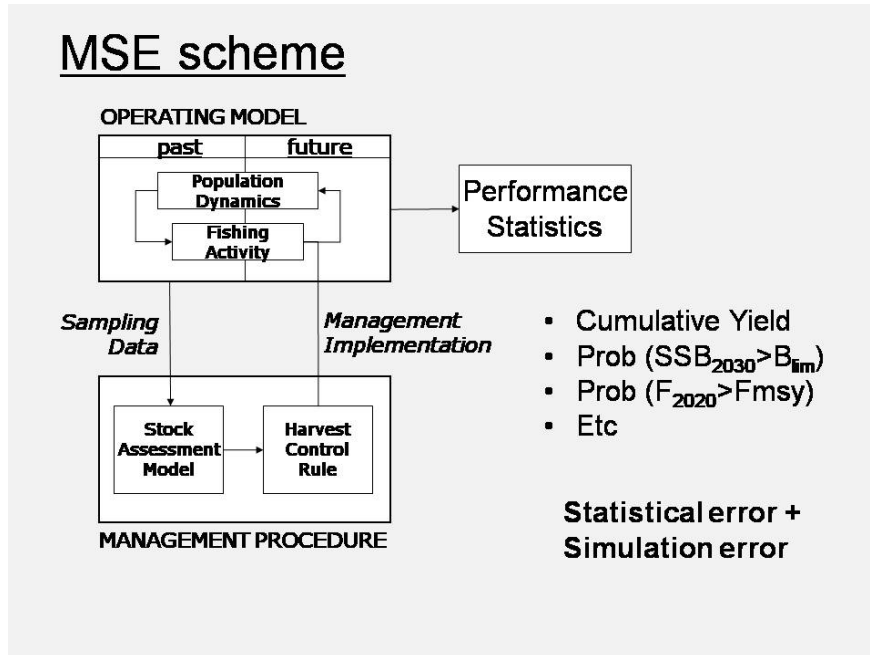 MSE scheme
OPERATING MODEL
past future
Population
Dynamics
Fishing
Activity
Performance
Statistics
Sampling
Data
Management
Implementation
• Cumulative Yield
• Prob (SSB2030>Blim)
• Prob (F2020>Fmsy)
• Etc
Stock
Assessment
Model
Harvest
Control
Rule
MANAGEMENT PROCEDURE
Statistical error +
Simulation error